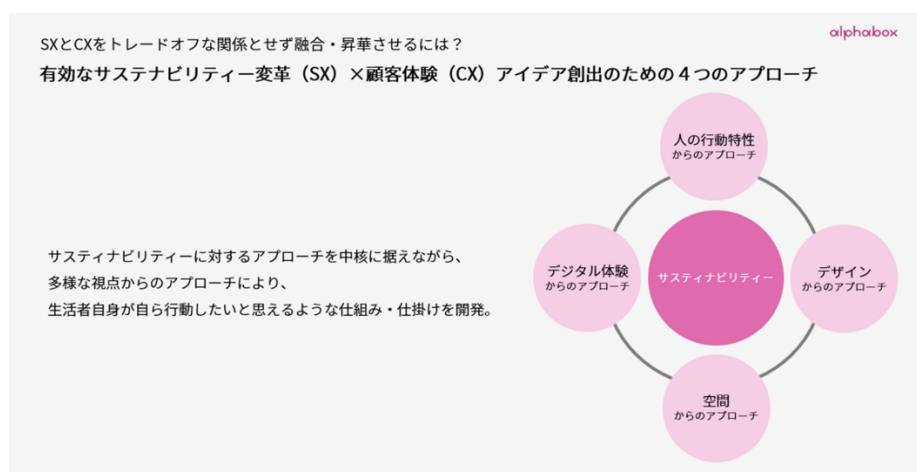 alphabox
SXとCXをトレードオフな関係とせず融合・昇華させるには？
有効なサステナビリティー変革（SX）×顧客体験（CX）アイデア創出のための４つのアプローチ
人の行動特性
からのアプローチ
サスティナビリティーに対するアプローチを中核に据えながら、
多様な視点からのアプローチにより、
生活者自身が自ら行動したいと思えるような仕組み・仕掛けを開発。
デジタル体験
からのアプローチ
サスティナビリティー
デザイン
からのアプローチ
空間
からのアプローチ